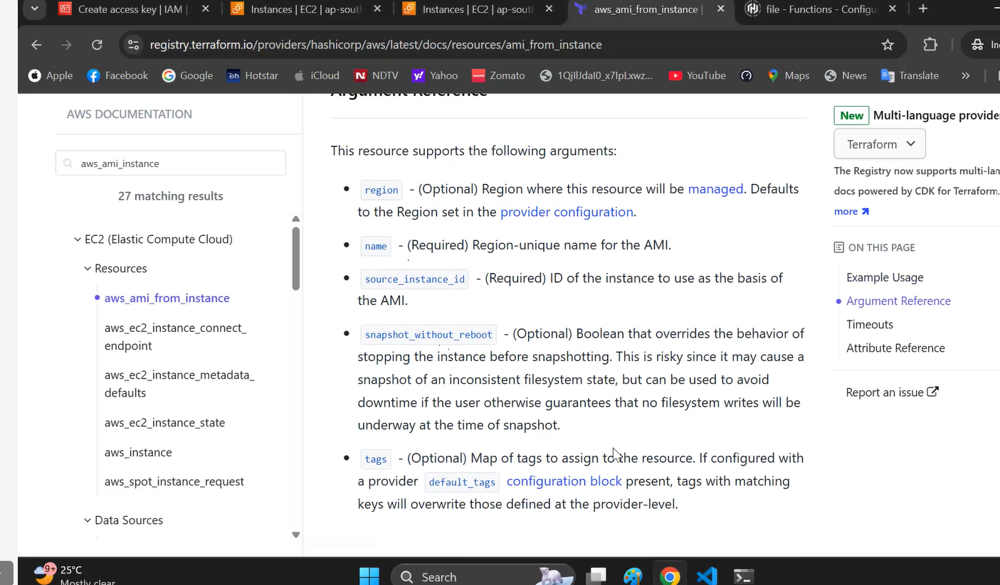 Create access key | IAM |
Instances | EC2 | ap-sout
Instances | EC2 | ap-sout
aws_ami_from_instance |
file - Functions - Configu
registry.terraform.io/providers/hashicorp/aws/latest/docs/resources/ami_from_instance
Apple
Facebook
Google
Hotstar
iCloud
NDTV
Yahoo
Zomato
YouTube
Maps
News
Translate
AWS DOCUMENTATION
aws_ami_instance
27 matching results
EC2 (Elastic Compute Cloud)
Resources
aws_ami_from_instance
aws_ec2_instance_connect_
endpoint
aws_ec2_instance_metadata_
defaults
aws_ec2_instance_state
aws_instance
aws_spot_instance_request
Data Sources
Argument Reference
This resource supports the following arguments:
region - (Optional) Region where this resource will be managed. Defaults
to the Region set in the provider configuration.
name - (Required) Region-unique name for the AMI.
source_instance_id - (Required) ID of the instance to use as the basis of
the AMI.
snapshot_without_reboot - (Optional) Boolean that overrides the behavior of
stopping the instance before snapshotting. This is risky since it may cause a
snapshot of an inconsistent filesystem state, but can be used to avoid
downtime if the user otherwise guarantees that no filesystem writes will be
underway at the time of snapshot.
tags - (Optional) Map of tags to assign to the resource. If configured with
a provider default_tags configuration block present, tags with matching
keys will overwrite those defined at the provider-level.
New Multi-language provide
Terraform
The Registry now supports multi-lan
docs powered by CDK for Terraform.
more
ON THIS PAGE
Example Usage
Argument Reference
Timeouts
Attribute Reference
Report an issue
9+
25°C
Mostly clear
Search